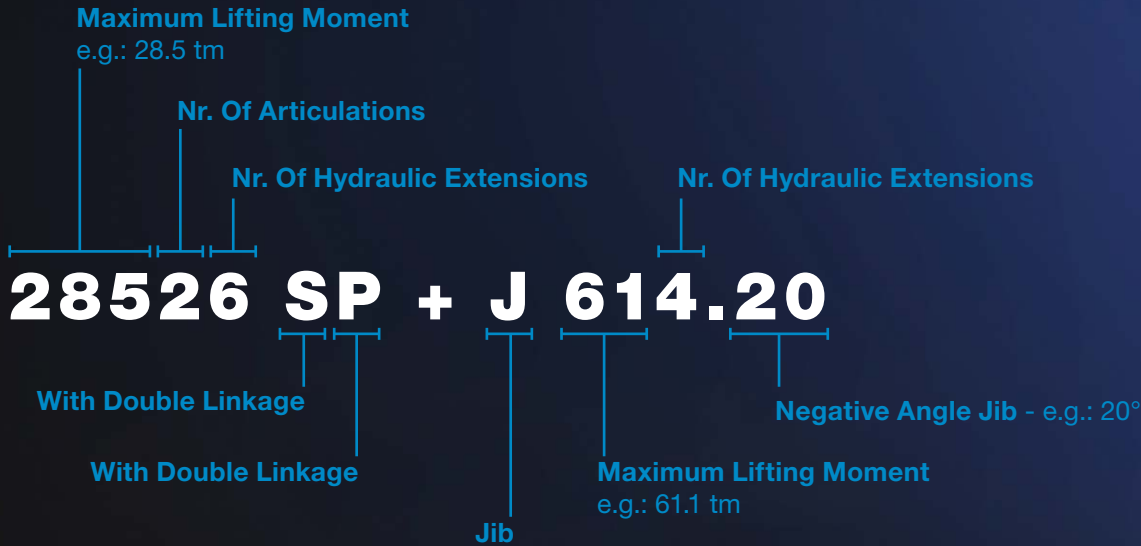 Maximum Lifting Moment
e.g.: 28.5 tm
Nr. Of Articulations
Nr. Of Hydraulic Extensions
Nr. Of Hydraulic Extensions
28526 SP + J 614.20
With Double Linkage
Negative Angle Jib - e.g.: 20°
With Double Linkage
Maximum Lifting Moment
e.g.: 61.1 tm
Jib